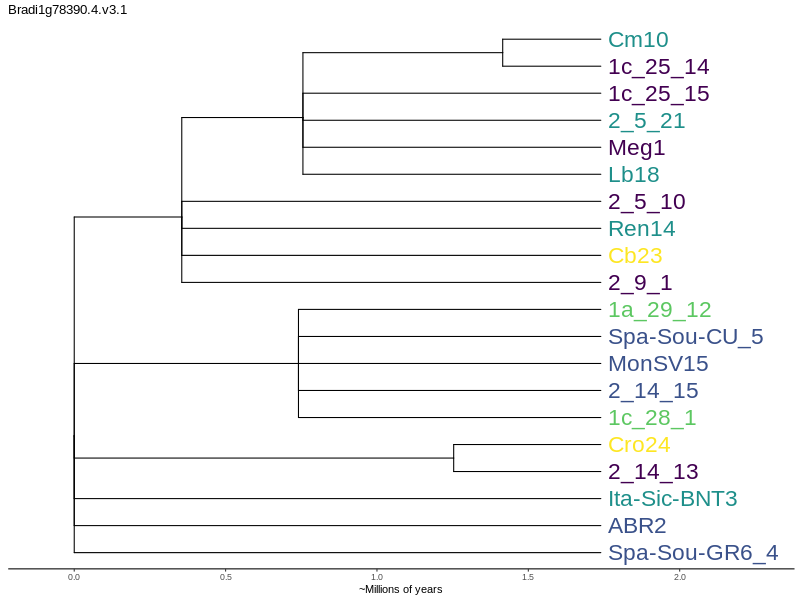 Bradi1g78390.4.v3.1
Cm10
1c_25_14
1c_25_15
2_5_21
Meg1
Lb18
2_5_10
Ren14
Cb23
2_9_1
1a_29_12
Spa-Sou-CU_5
MonSV15
2_14_15
1c_28_1
Cro24
2_14_13
Ita-Sic-BNT3
ABR2
Spa-Sou-GR6_4
0.0 0.5 1.0 1.5 2.0
~Millions of years